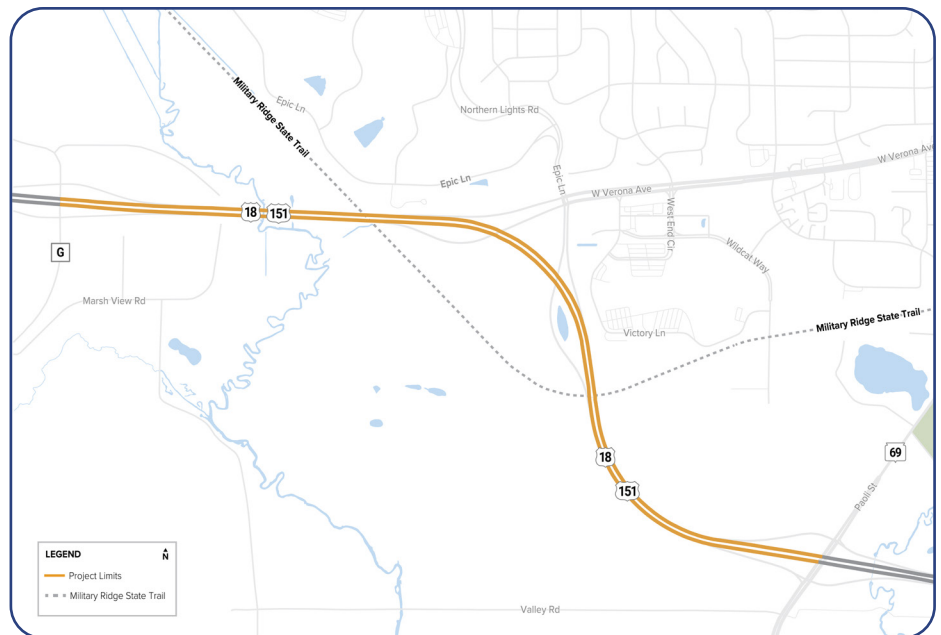 Military Ridge State Trail
Epic Ln
Northern Lights Rd
W Verona Ave
Epic Ln
Epic Ln
W Verona Ave
West End Cir
18 151
Wildcat Way
G
Marsh View Rd
Military Ridge State Trail
Victory Ln
69
18
151
Paoli St
LEGEND
N
Project Limits
Military Ridge State Trail
Valley Rd